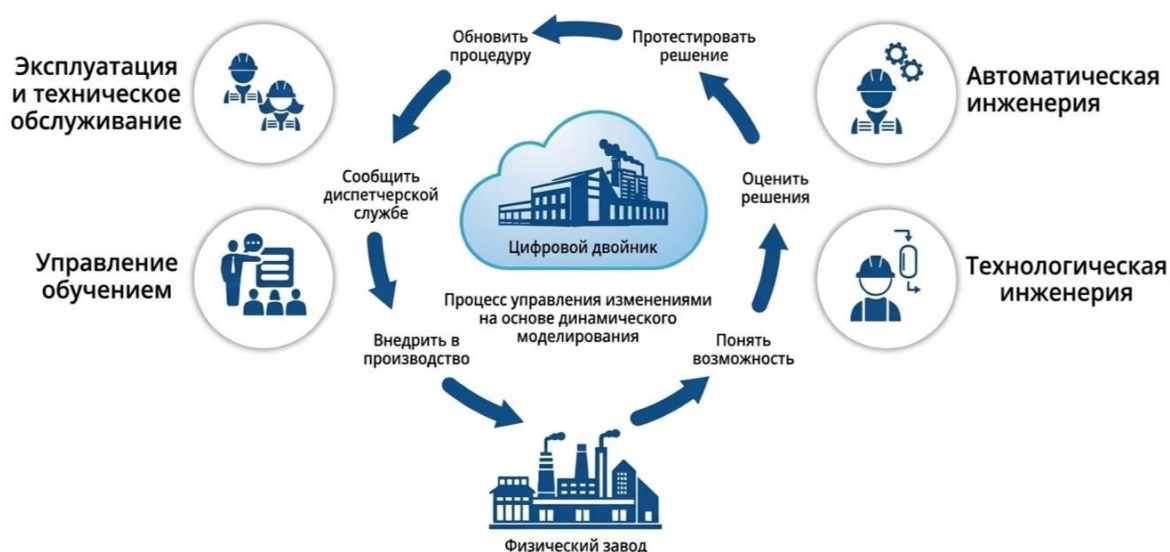 Обновить
процедуру
Протестировать
решение
Эксплуатация
и техническое
обслуживание
Автоматическая
инженерия
Сообщить
диспетчерской
службе
Оценить
решения
Цифровой двойник
Управление
обучением
Технологическая
инженерия
Процесс управления изменениями
на основе динамического
моделирования
Внедрить в
производство
Понять
возможность
Физический завод